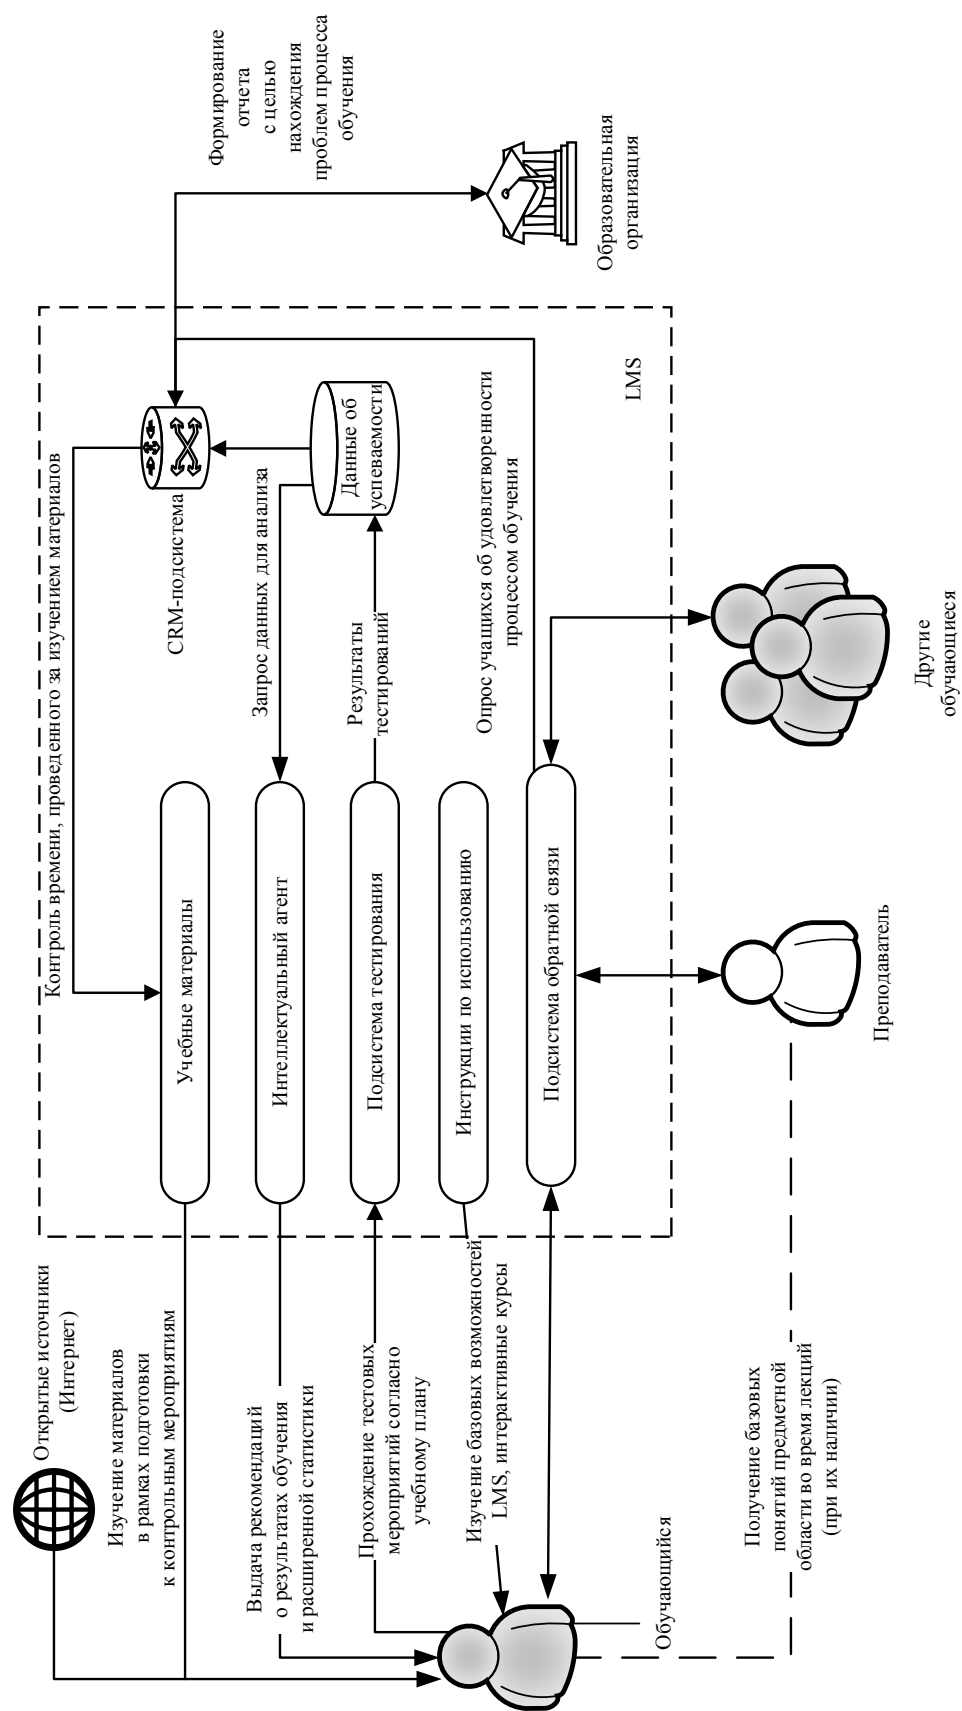 Открытые источники
(Интернет)
Изучение материалов
в рамках подготовки
к контрольным мероприятиям
Выдача рекомендаций
о результатах обучения
и расширенной статистики
Прохождение тестовых
мероприятий согласно
учебному плану
Изучение базовых возможностей
LMS, интерактивные курсы
Обучающийся
Получение базовых
понятий предметной
области во время лекций
(при их наличии)
Контроль времени, проведенного за изучением материалов
Учебные материалы
Интеллектуальный агент
Подсистема тестирования
Инструкции по использованию
Подсистема обратной связи
Преподаватель
CRM-подсистема
Запрос данных для анализа
Результаты
тестирований
Данные об
успеваемости
Опрос учащихся об удовлетворенности
процессом обучения
LMS
Другие
обучающиеся
Формирование
отчета
с целью
нахождения
проблем процесса
обучения
Образовательная
организация